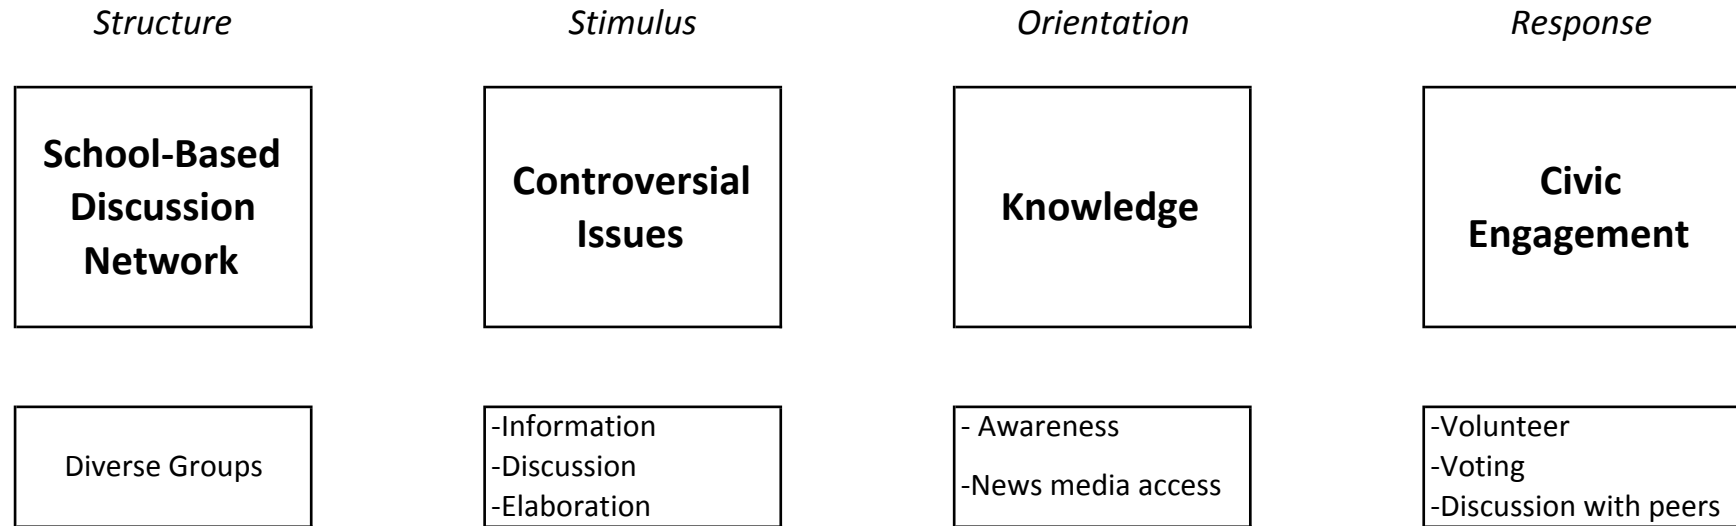 Structure
Stimulus
Orientation
Response
School-Based
Discussion
Network
Controversial
Issues
Knowledge
Civic
Engagement
Diverse Groups
-Information
-Discussion
-Elaboration
- Awareness
-News media access
-Volunteer
-Voting
-Discussion with peers